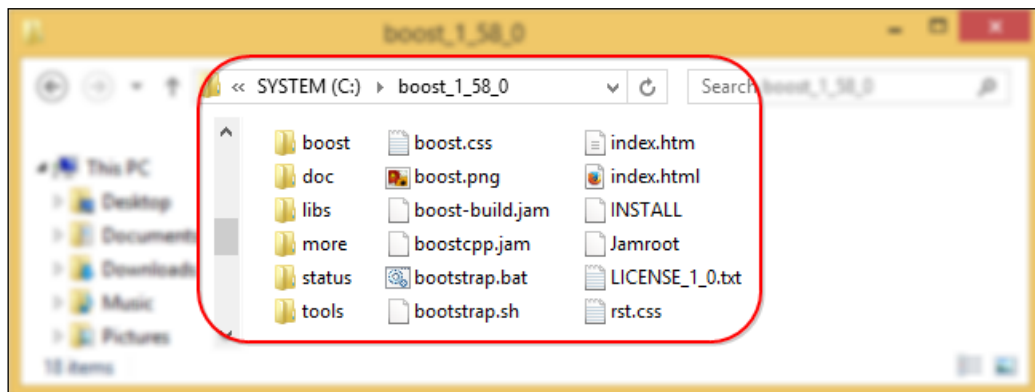 boost_1_58_0
« SYSTEM (C:) boost_1_58_0 Search boost_1_58_0
boost boost.css index.htm
This PC doc boost.png index.html
Desktop libs boost-build.jam INSTALL
Documents more boostcpp.jam Jamroot
Downloads status bootstrap.bat LICENSE_1_0.txt
Music tools bootstrap.sh rst.css
Pictures
18 items